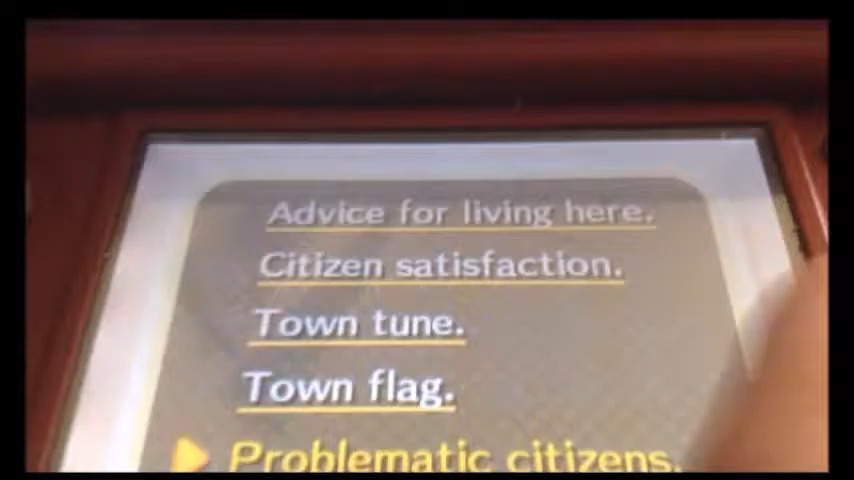 Advice for living here.
Citizen satisfaction.
Town tune.
Town flag.
Problematic citizens.